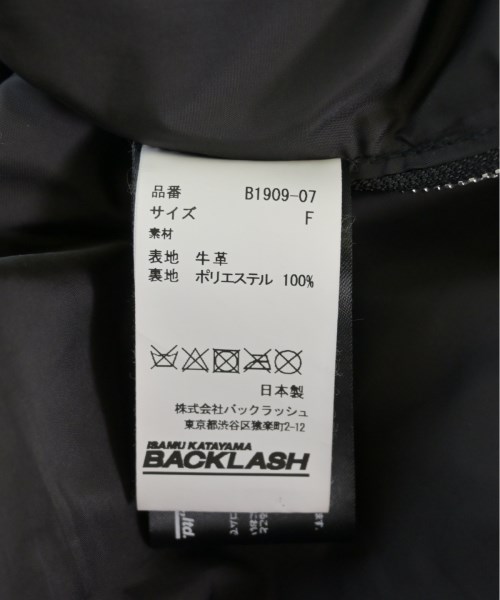 品番 B1909-07
サイズ F
素材
表地 牛革
裏地 ポリエステル 100%
日本製
株式会社バックラッシュ
東京都渋谷区猿楽町2-12
ISAMU KATAYAMA
BACKLASH
ltd.